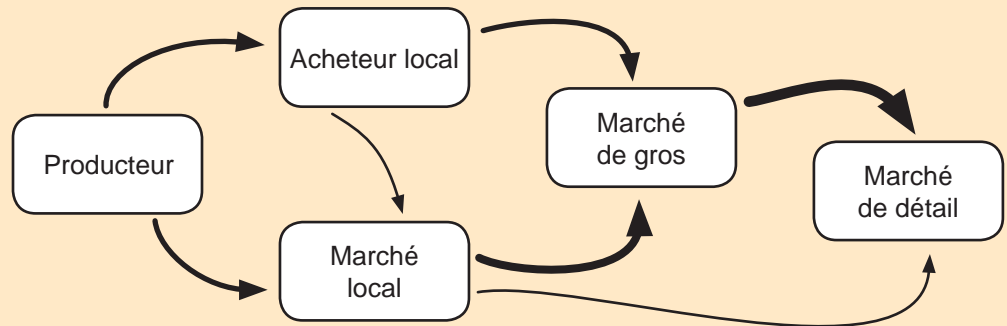 Producteur
Acheteur local
Marché
local
Marché
de gros
Marché
de détail